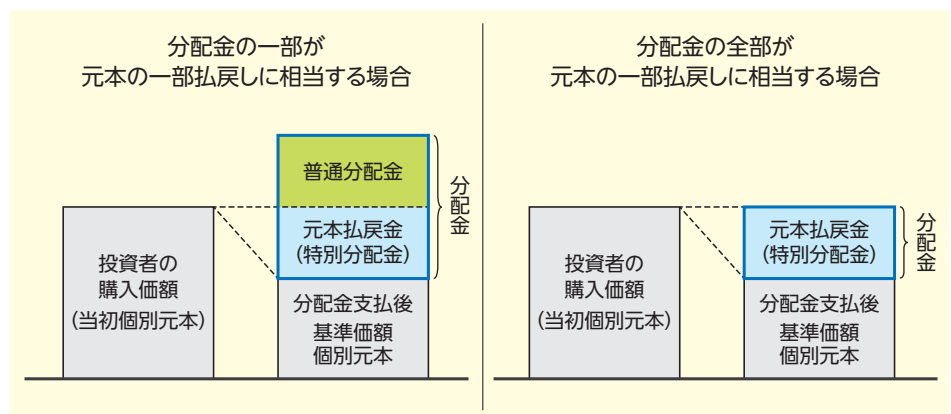 分配金の一部が
元本の一部払戻しに相当する場合
普通分配金
元本払戻金
(特別分配金)
分配金
投資者の
購入価額
(当初個別元本)
分配金支払後
基準価額
個別元本
分配金の全部が
元本の一部払戻しに相当する場合
元本払戻金
(特別分配金)
分配金
投資者の
購入価額
(当初個別元本)
分配金支払後
基準価額
個別元本